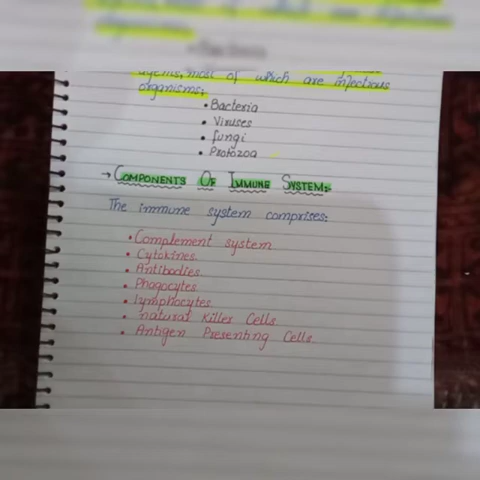 agents, most of which are infectious
organisms:
• Bacteria
• Viruses
• fungi
• Protozoa
→ COMPONENTS OF IMMUNE SYSTEM:-
The immune system comprises:
• Complement system
• Cytokines
• Antibodies
• Phagocytes
• lymphocytes
• natural killer Cells.
• Antigen Presenting Cells